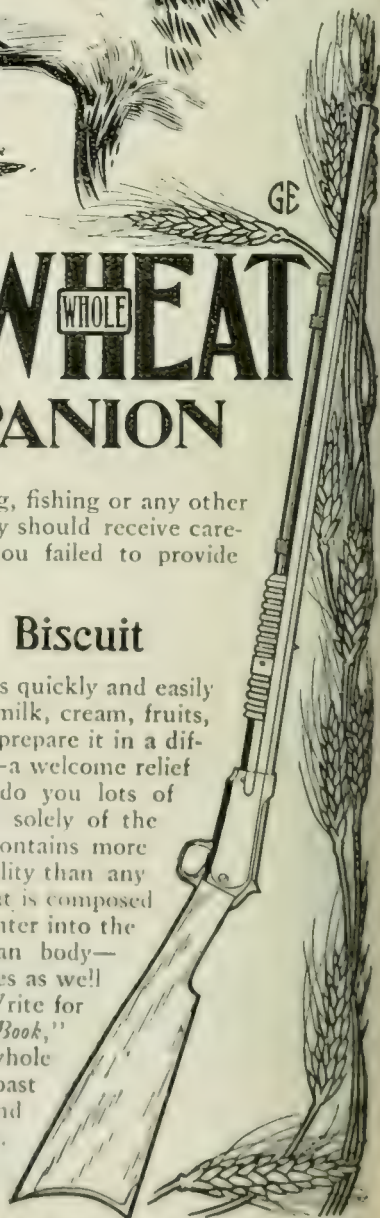 GE
WHEAT
WHOLE
PANION
g, fishing or any other
y should receive care-
ou failed to provide
Biscuit
s quickly and easily
milk, cream, fruits,
prepare it in a dif-
-a welcome relief
do you lots of
solely of the
ontains more
lity than any
t is composed
nter into the
an body—
es as well
Write for
Book,"
whole
past
nd
.